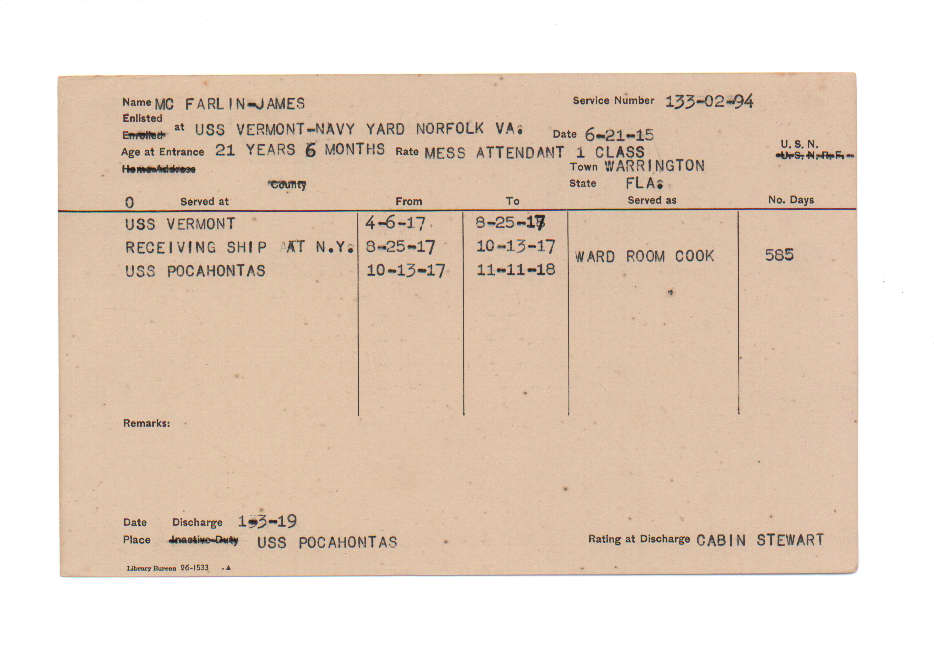 Name MC FARLIN-JAMES Service Number 133-02-94
Enlisted
Enrolled at USS VERMONT-NAVY YARD NORFOLK VA. Date 6-21-15
Age at Entrance 21 YEARS 6 MONTHS Rate MESS ATTENDANT 1 CLASS U. S. N.
U. S. N. R. F.
Home Address Town WARRINGTON
County State FLA.
O Served at From To Served as No. Days
USS VERMONT 4-6-17 8-25-17
RECEIVING SHIP AT N.Y. 8-25-17 10-13-17
WARD ROOM COOK 585
USS POCAHONTAS 10-13-17 11-11-18
Remarks:
Date Discharge 1-3-19
Place Inactive Duty USS POCAHONTAS Rating at Discharge CABIN STEWART
Library Bureau 26-1533